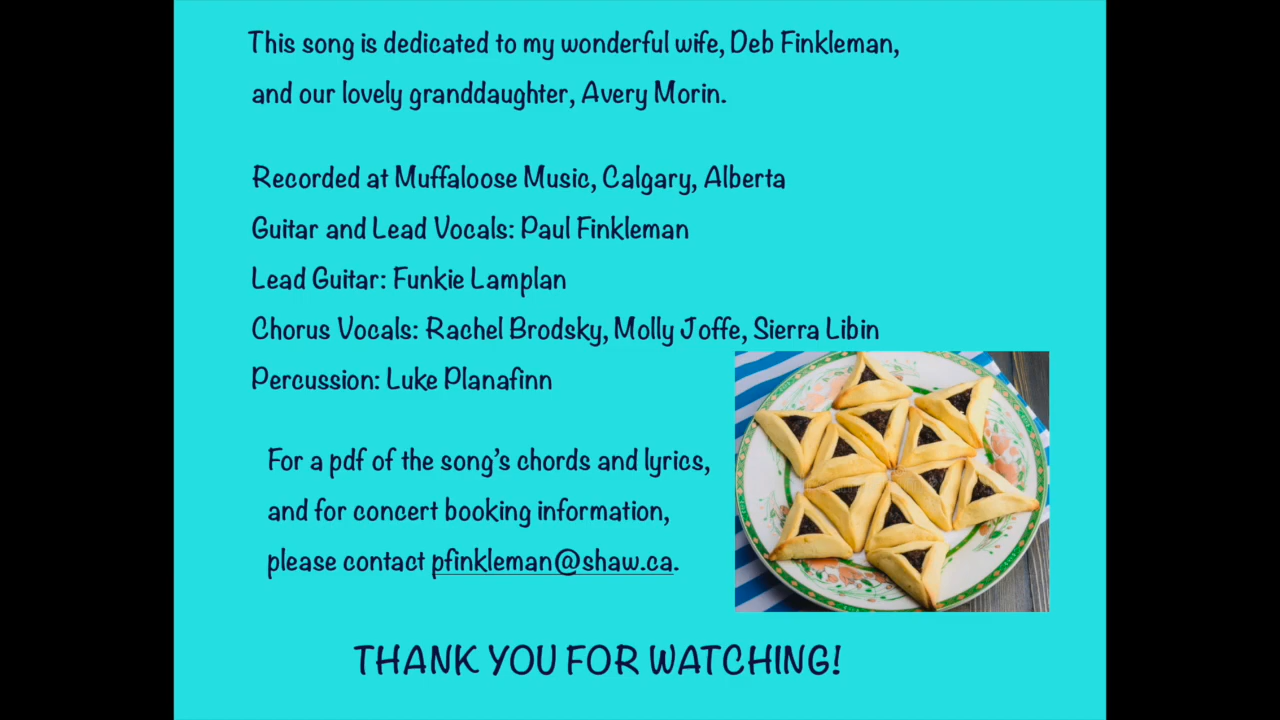 This song is dedicated to my wonderful wife, Deb Finkleman,
and our lovely granddaughter, Avery Morin.
Recorded at Muffaloose Music, Calgary, Alberta
Guitar and Lead Vocals: Paul Finkleman
Lead Guitar: Funkie Lamplan
Chorus Vocals: Rachel Brodsky, Molly Joffe, Sierra Libin
Percussion: Luke Planafinn
For a pdf of the song’s chords and lyrics,
and for concert booking information,
please contact pfinkleman@shaw.ca.
THANK YOU FOR WATCHING!